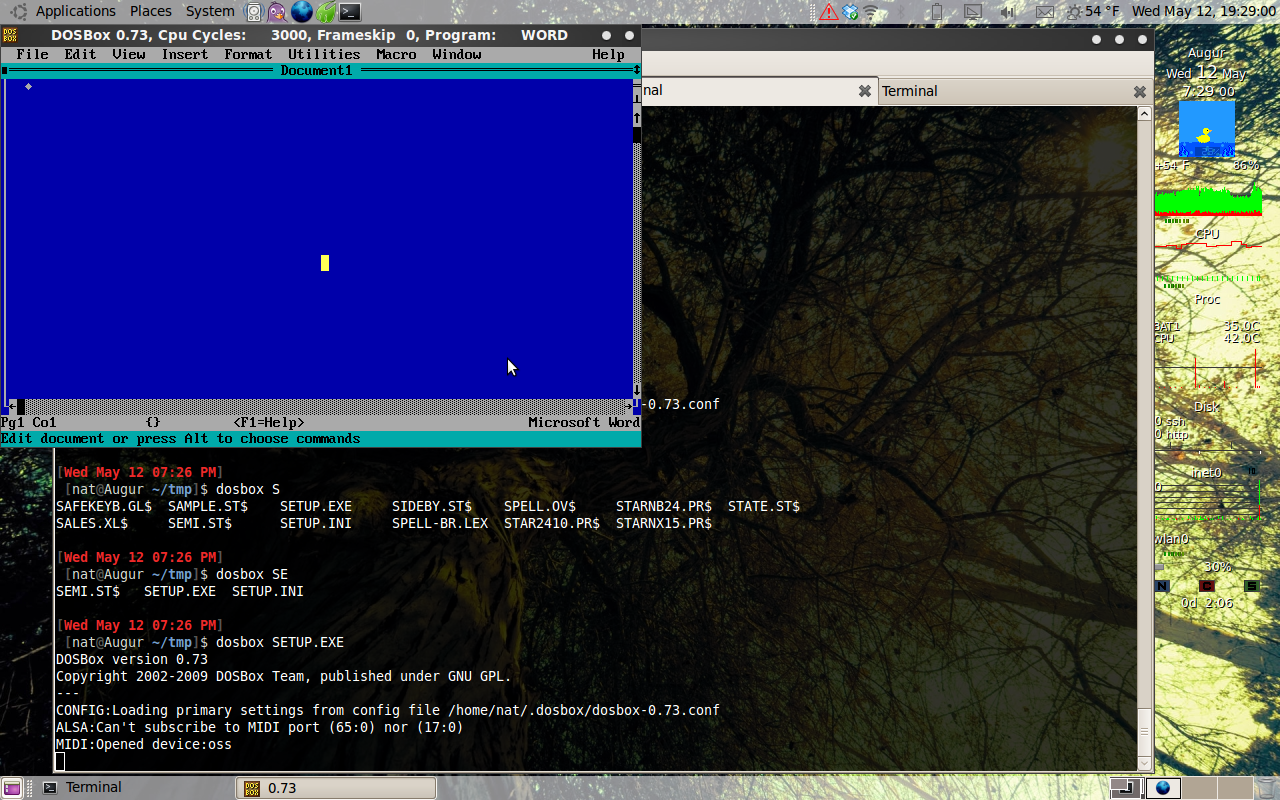 Applications Places System
54 °F Wed May 12, 19:29:00
DOSBox 0.73, Cpu Cycles: 3000, Frameskip 0, Program: WORD
File Edit View Insert Format Utilities Macro Window Help
Document1
Pg1 Co1 {} <F1=Help> Microsoft Word
Edit document or press Alt to choose commands
nal
Terminal
-0.73.conf
[Wed May 12 07:26 PM]
[nat@Augur ~/tmp]$ dosbox S
SAFEKEYB.GL$ SAMPLE.ST$ SETUP.EXE SIDEBY.ST$ SPELL.OV$ STARNB24.PR$ STATE.ST$
SALES.XL$ SEMI.ST$ SETUP.INI SPELL-BR.LEX STAR2410.PR$ STARNX15.PR$
[Wed May 12 07:26 PM]
[nat@Augur ~/tmp]$ dosbox SE
SEMI.ST$ SETUP.EXE SETUP.INI
[Wed May 12 07:26 PM]
[nat@Augur ~/tmp]$ dosbox SETUP.EXE
DOSBox version 0.73
Copyright 2002-2009 DOSBox Team, published under GNU GPL.
---
CONFIG:Loading primary settings from config file /home/nat/.dosbox/dosbox-0.73.conf
ALSA:Can't subscribe to MIDI port (65:0) nor (17:0)
MIDI:Opened device:oss
Augur
Wed 12 May
7:29 00
+54 F 86%
CPU
Proc
BAT1 35.0C
CPU 42.0C
Disk
0 ssh
0 http
inet0
0
wlan0
30%
N C S
0d 2:06
Terminal
DOS BOX 0.73